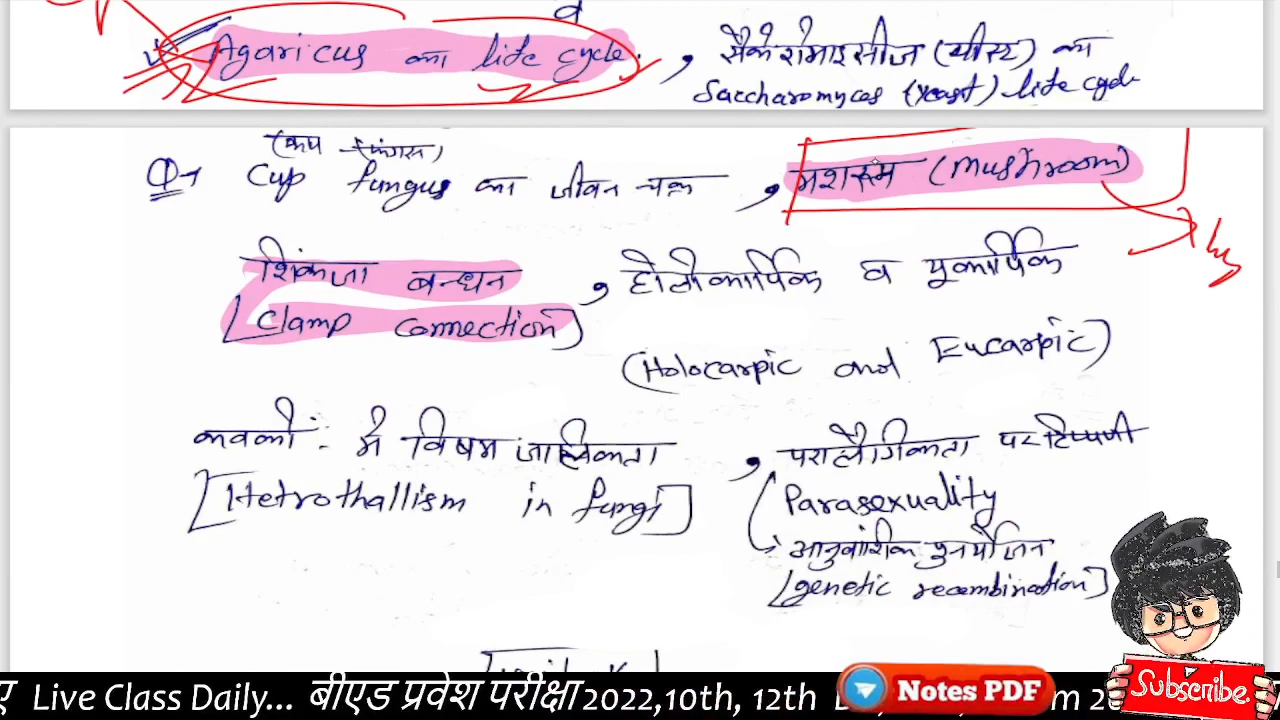 व
Agaricus का life cycle , सैकेरोमाइसीज (यीस्ट) का
Saccharomyces (yeast) life cycle
(कप फंगस)
Q→ Cup fungus का जीवन चक्र , मशरूम (Mushroom)
शिकंजा बन्धन , होलोकार्पिक व यूकार्पिक
[Clamp Connection]
(Holocarpic and Eucarpic)
कवकों में विषम जालिकता , परालैंगिकता पर टिप्पणी
[Hetrothallism in fungi] (Parasexuality
आनुवांशिक पुनर्योजन
[genetic recombination]
Live Class Daily... बीएड प्रवेश परीक्षा 2022,10th, 12th
Notes PDF
Subscribe